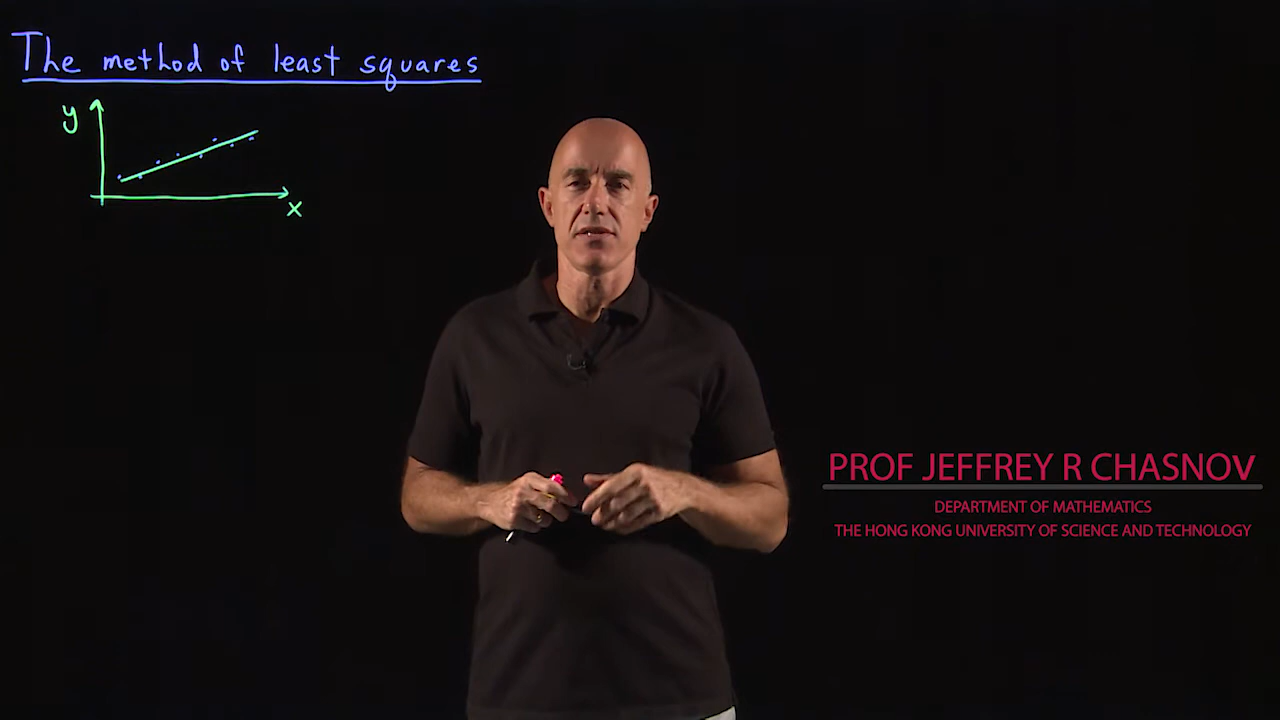 The method of least squares
y
x
PROF JEFFREY R CHASNOV
DEPARTMENT OF MATHEMATICS
THE HONG KONG UNIVERSITY OF SCIENCE AND TECHNOLOGY